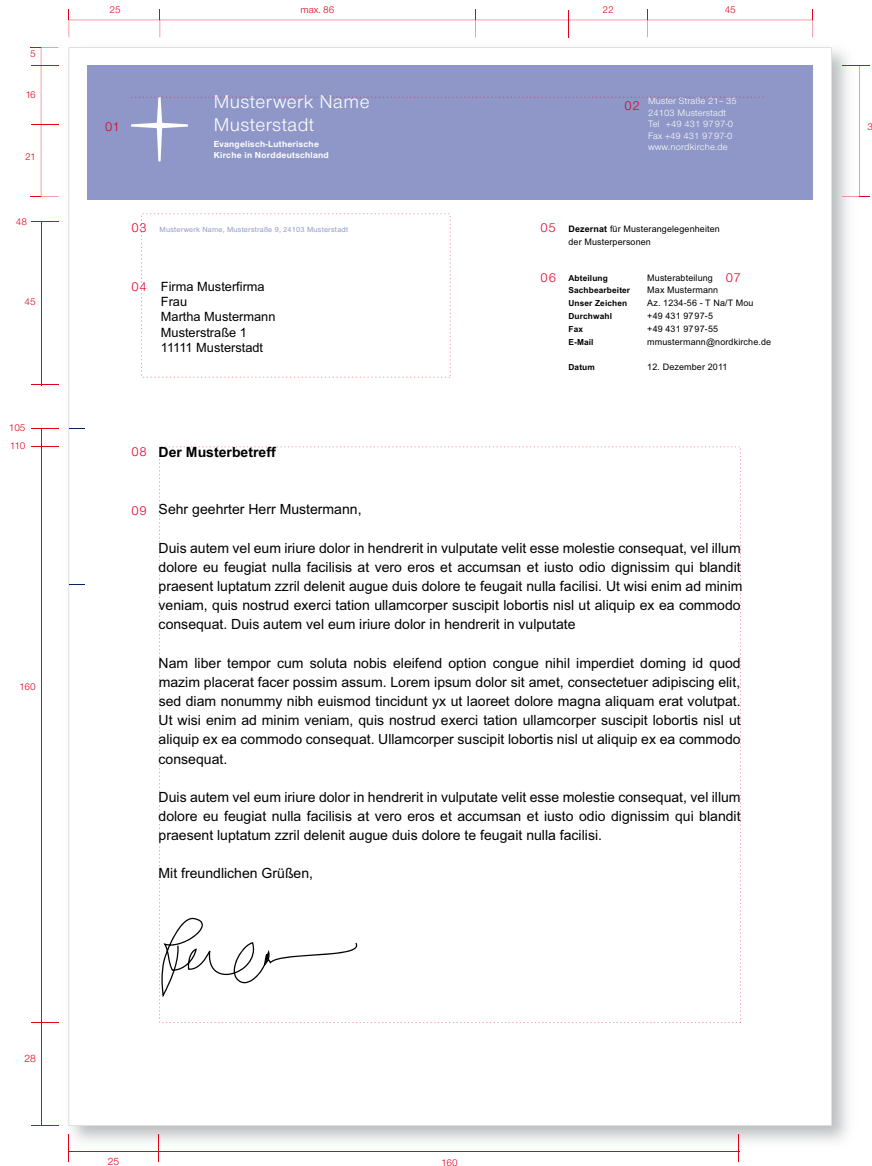 25 max. 86 22 45
5
16
21
3
01
Musterwerk Name
Musterstadt
Evangelisch-Lutherische
Kirche in Norddeutschland
02
Muster Straße 21– 35
24103 Musterstadt
Tel +49 431 9797-0
Fax +49 431 9797-0
www.nordkirche.de
48
45
03 Musterwerk Name, Musterstraße 9, 24103 Musterstadt
04 Firma Musterfirma
Frau
Martha Mustermann
Musterstraße 1
11111 Musterstadt
05 Dezernat für Musterangelegenheiten
der Musterpersonen
06 Abteilung Musterabteilung 07
Sachbearbeiter Max Mustermann
Unser Zeichen Az. 1234-56 - T Na/T Mou
Durchwahl +49 431 9797-5
Fax +49 431 9797-55
E-Mail mmustermann@nordkirche.de
Datum 12. Dezember 2011
105
110
08 Der Musterbetreff
09 Sehr geehrter Herr Mustermann,
Duis autem vel eum iriure dolor in hendrerit in vulputate velit esse molestie consequat, vel illum
dolore eu feugiat nulla facilisis at vero eros et accumsan et iusto odio dignissim qui blandit
praesent luptatum zzril delenit augue duis dolore te feugait nulla facilisi. Ut wisi enim ad minim
veniam, quis nostrud exerci tation ullamcorper suscipit lobortis nisl ut aliquip ex ea commodo
consequat. Duis autem vel eum iriure dolor in hendrerit in vulputate
Nam liber tempor cum soluta nobis eleifend option congue nihil imperdiet doming id quod
mazim placerat facer possim assum. Lorem ipsum dolor sit amet, consectetuer adipiscing elit,
sed diam nonummy nibh euismod tincidunt yx ut laoreet dolore magna aliquam erat volutpat.
Ut wisi enim ad minim veniam, quis nostrud exerci tation ullamcorper suscipit lobortis nisl ut
aliquip ex ea commodo consequat. Ullamcorper suscipit lobortis nisl ut aliquip ex ea commodo
consequat.
160
Duis autem vel eum iriure dolor in hendrerit in vulputate velit esse molestie consequat, vel illum
dolore eu feugiat nulla facilisis at vero eros et accumsan et iusto odio dignissim qui blandit
praesent luptatum zzril delenit augue duis dolore te feugait nulla facilisi.
Mit freundlichen Grüßen,
28
25 160